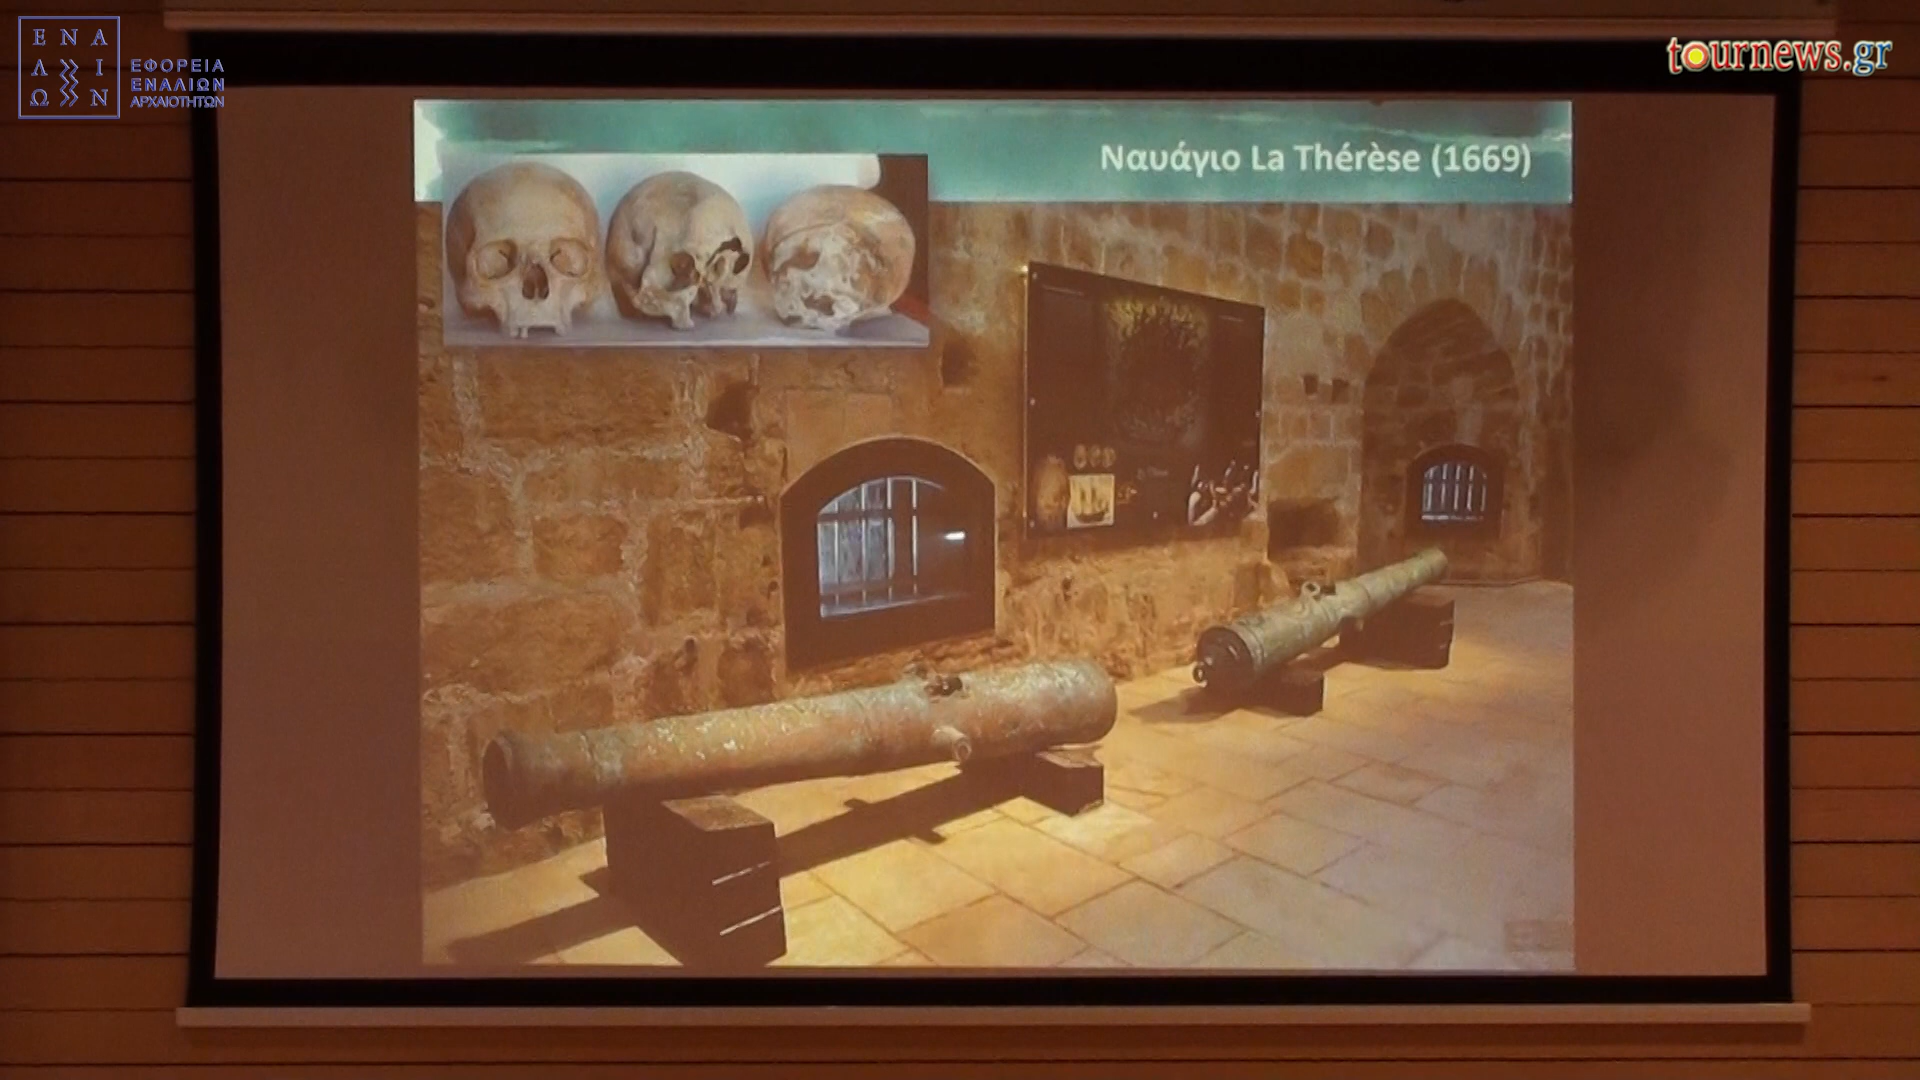 ΕΝΑ
ΛΙ
ΩΝ
ΕΦΟΡΕΙΑ
ΕΝΑΛΙΩΝ
ΑΡΧΑΙΟΤΗΤΩΝ
tournews.gr
Ναυάγιο La Thérèse (1669)